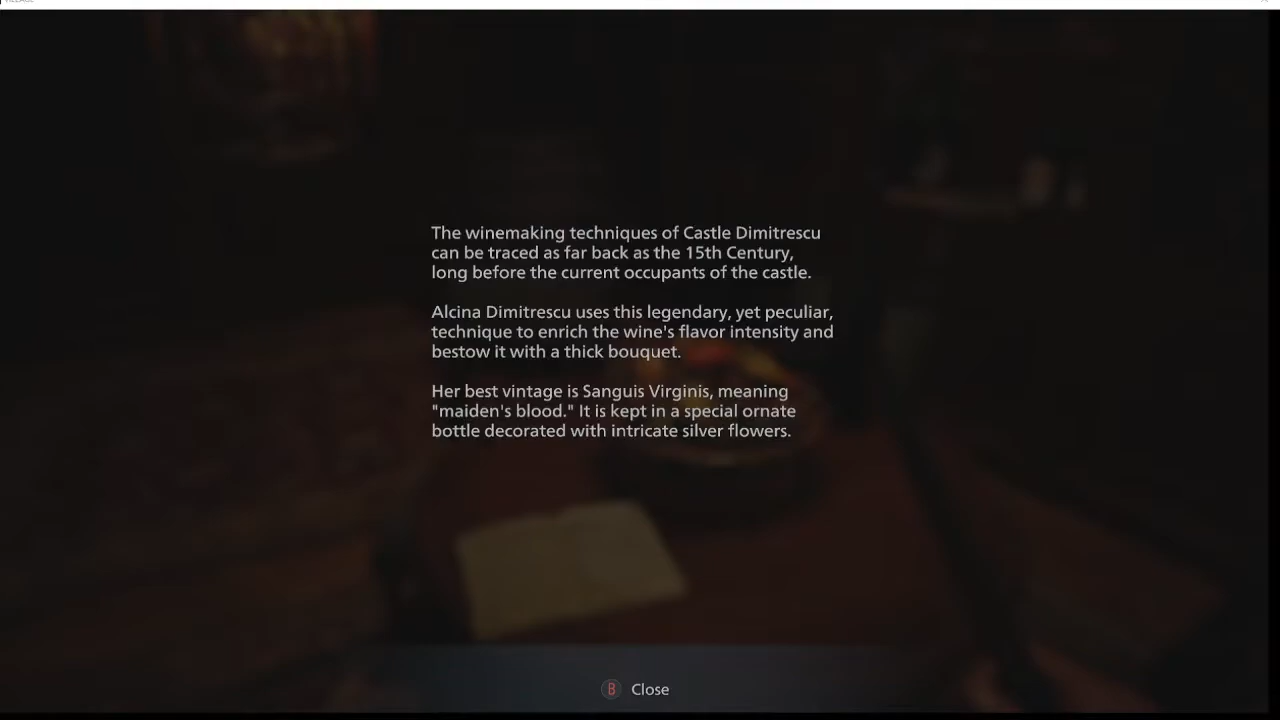 The winemaking techniques of Castle Dimitrescu
can be traced as far back as the 15th Century,
long before the current occupants of the castle.
Alcina Dimitrescu uses this legendary, yet peculiar,
technique to enrich the wine's flavor intensity and
bestow it with a thick bouquet.
Her best vintage is Sanguis Virginis, meaning
"maiden's blood." It is kept in a special ornate
bottle decorated with intricate silver flowers.
B Close